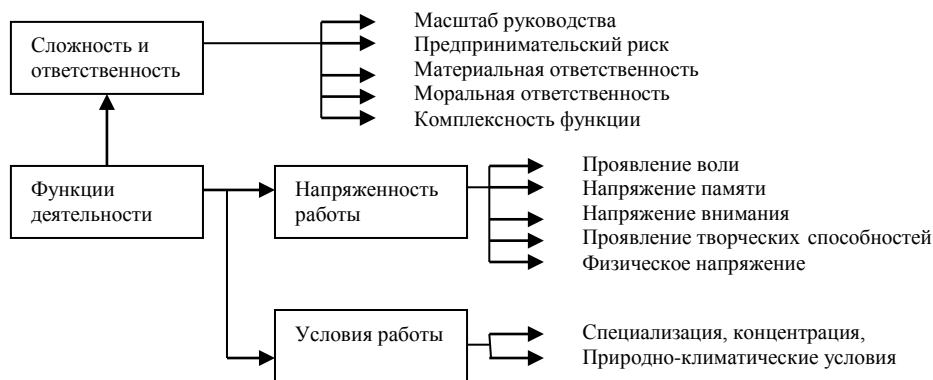 Сложность и
ответственность
Масштаб руководства
Предпринимательский риск
Материальная ответственность
Моральная ответственность
Комплексность функции
Функции
деятельности
Напряженность
работы
Проявление воли
Напряжение памяти
Напряжение внимания
Проявление творческих способностей
Физическое напряжение
Условия работы
Специализация, концентрация,
Природно-климатические условия